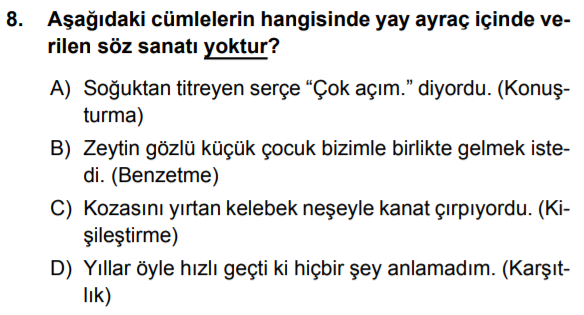 8. Aşağıdaki cümlelerin hangisinde yay ayraç içinde ve-
rilen söz sanatı yoktur?
A) Soğuktan titreyen serçe “Çok açım.” diyordu. (Konuş-
turma)
B) Zeytin gözlü küçük çocuk bizimle birlikte gelmek iste-
di. (Benzetme)
C) Kozasını yırtan kelebek neşeyle kanat çırpıyordu. (Ki-
şileştirme)
D) Yıllar öyle hızlı geçti ki hiçbir şey anlamadım. (Karşıt-
lık)